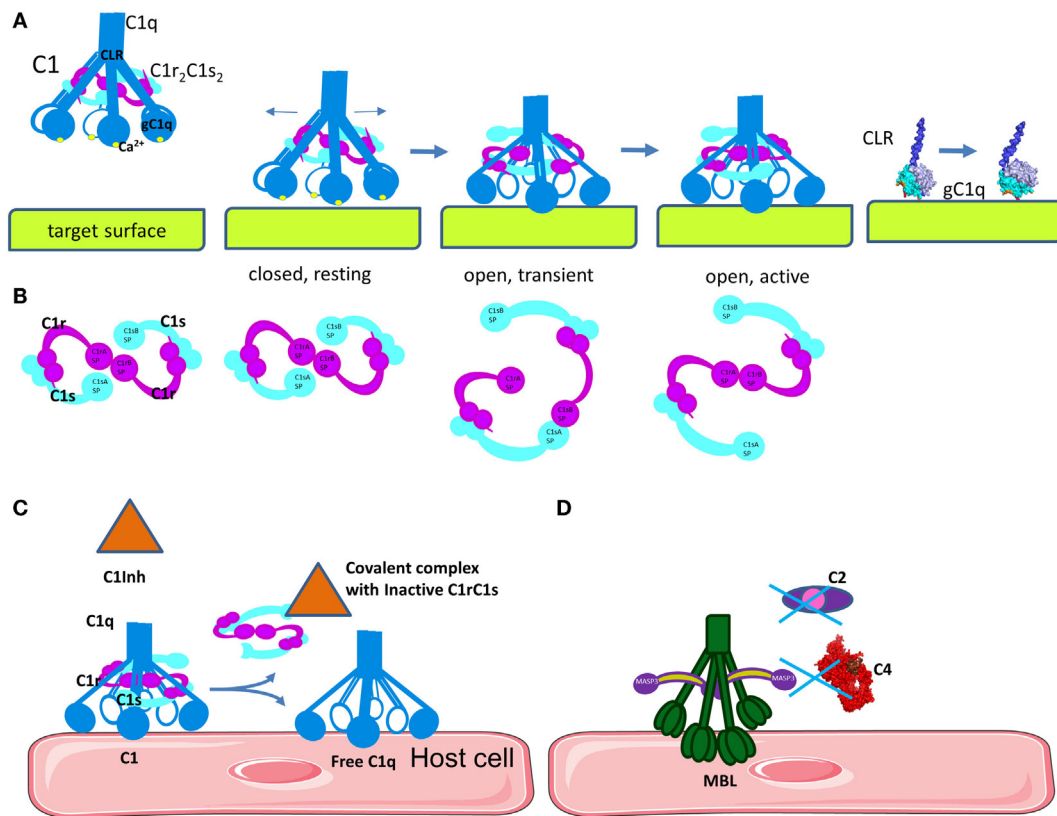 A
C1q
CLR
C1
C1r₂C1s₂
gC1q
Ca²⁺
CLR
gC1q
target surface
closed, resting
open, transient
open, active
B
C1r
C1sB
SP
C1s
C1rA
SP
C1rB
SP
C1sA
SP
C1s
C1r
C1sB
SP
C1rA
SP
C1rB
SP
C1sA
SP
C1sB
SP
C1rA
SP
C1sB
SP
C1sA
SP
C1sB
SP
C1rA
SP
C1rB
SP
C1sA
SP
C
C1Inh
Covalent complex
with Inactive C1rC1s
C1q
C1r
C1s
C1
Free C1q
Host cell
D
C2
C4
MASP3
MASP3
MBL